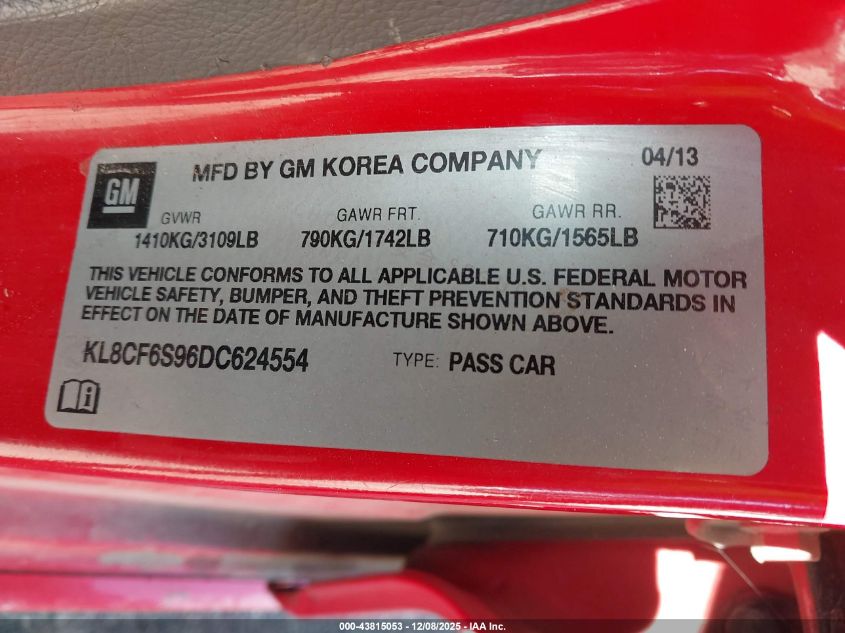 MFD BY GM KOREA COMPANY 04/13
GM
GVWR GAWR FRT. GAWR RR.
1410KG/3109LB 790KG/1742LB 710KG/1565LB
THIS VEHICLE CONFORMS TO ALL APPLICABLE U.S. FEDERAL MOTOR
VEHICLE SAFETY, BUMPER, AND THEFT PREVENTION STANDARDS IN
EFFECT ON THE DATE OF MANUFACTURE SHOWN ABOVE.
KL8CF6S96DC624554 TYPE: PASS CAR
000-43815053 - 12/08/2025 - IAA Inc.